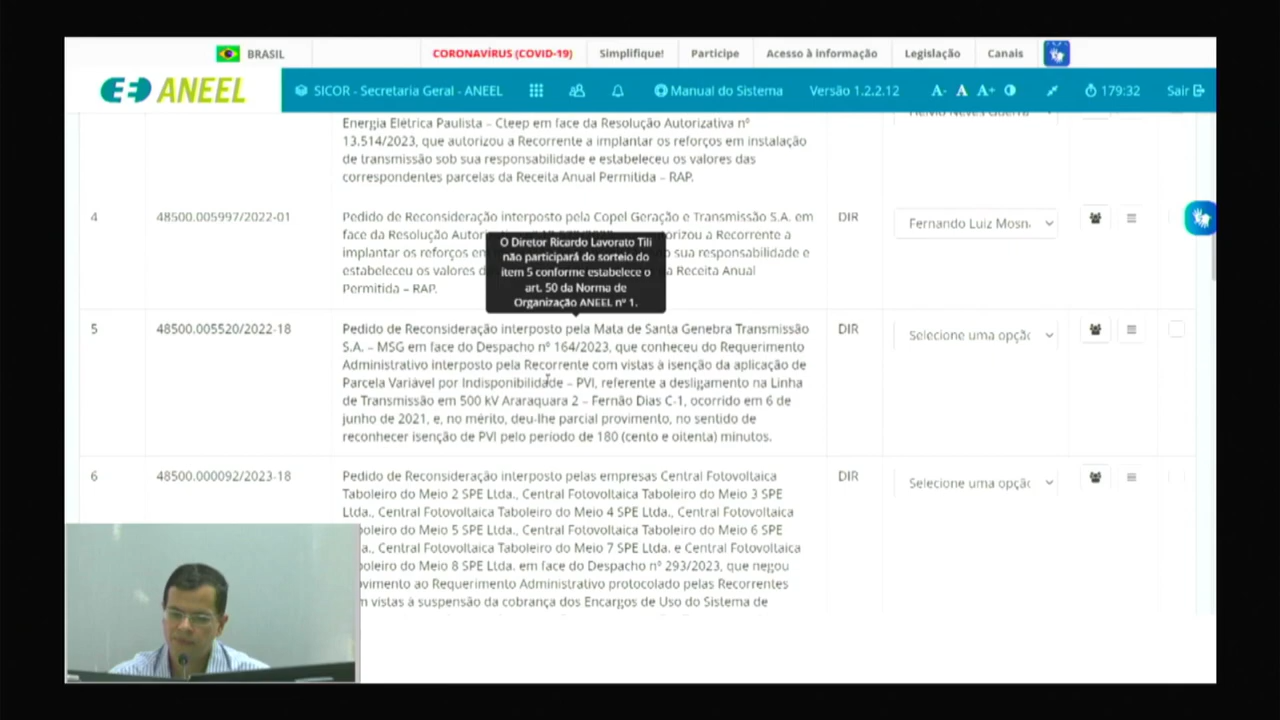 BRASIL
CORONAVÍRUS (COVID-19)
Simplifique!
Participe
Acesso à informação
Legislação
Canais
ANEEL
SICOR - Secretaria Geral - ANEEL
Manual do Sistema
Versão 1.2.2.12
A- A A+
179:32
Sair
Energia Elétrica Paulista – Cteep em face da Resolução Autorizativa nº
13.514/2023, que autorizou a Recorrente a implantar os reforços em instalação
de transmissão sob sua responsabilidade e estabeleceu os valores das
correspondentes parcelas da Receita Anual Permitida – RAP.
4
48500.005997/2022-01
Pedido de Reconsideração interposto pela Copel Geração e Transmissão S.A. em
face da Resolução Autori orizou a Recorrente a
implantar os reforços em sua responsabilidade e
estabeleceu os valores d a Receita Anual
Permitida – RAP.
DIR
Fernando Luiz Mosn
O Diretor Ricardo Lavorato Tili
não participará do sorteio do
item 5 conforme estabelece o
art. 50 da Norma de
Organização ANEEL nº 1.
5
48500.005520/2022-18
Pedido de Reconsideração interposto pela Mata de Santa Genebra Transmissão
S.A. – MSG em face do Despacho nº 164/2023, que conheceu do Requerimento
Administrativo interposto pela Recorrente com vistas à isenção da aplicação de
Parcela Variável por Indisponibilidade – PVI, referente a desligamento na Linha
de Transmissão em 500 kV Araraquara 2 – Fernão Dias C-1, ocorrido em 6 de
junho de 2021, e, no mérito, deu-lhe parcial provimento, no sentido de
reconhecer isenção de PVI pelo período de 180 (cento e oitenta) minutos.
DIR
Selecione uma opçã
6
48500.000092/2023-18
Pedido de Reconsideração interposto pelas empresas Central Fotovoltaica
Taboleiro do Meio 2 SPE Ltda., Central Fotovoltaica Taboleiro do Meio 3 SPE
Ltda., Central Fotovoltaica Taboleiro do Meio 4 SPE Ltda., Central Fotovoltaica
boleiro do Meio 5 SPE Ltda., Central Fotovoltaica Taboleiro do Meio 6 SPE
a., Central Fotovoltaica Taboleiro do Meio 7 SPE Ltda. e Central Fotovoltaica
boleiro do Meio 8 SPE Ltda. em face do Despacho nº 293/2023, que negou
ovimento ao Requerimento Administrativo protocolado pelas Recorrentes
m vistas à suspensão da cobrança dos Encargos de Uso do Sistema de
DIR
Selecione uma opçã